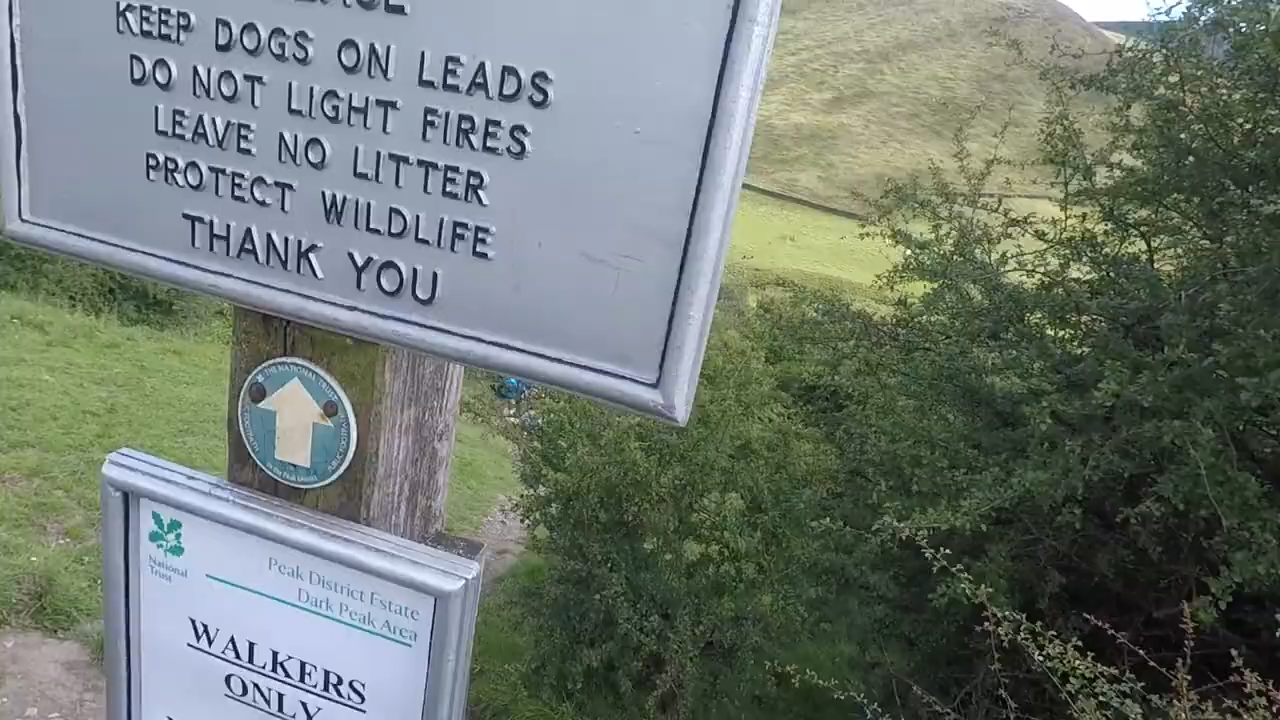 KEEP DOGS ON LEADS
DO NOT LIGHT FIRES
LEAVE NO LITTER
PROTECT WILDLIFE
THANK YOU
THE NATIONAL TRUST
National
Trust
Peak District Estate
Dark Peak Area
WALKERS
ONLY